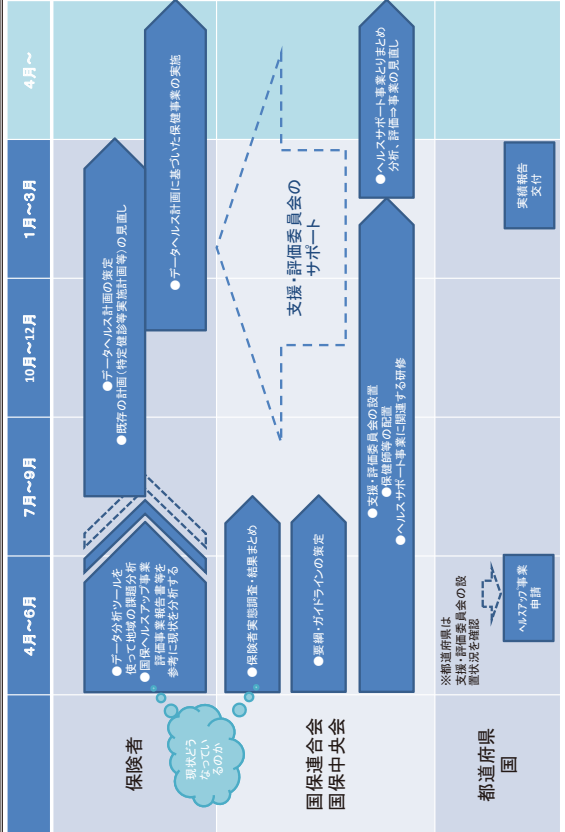 4月～6月
7月～9月
10月～12月
1月～3月
4月～
保険者
現状どう
なってい
るのか
●データ分析ツールを
使って地域の課題分析
●国保ヘルスアップ事業
評価事業報告書等を
参考に現状を分析する
●データヘルス計画の策定
●既存の計画(特定健診等実施計画等)の見直し
●データヘルス計画に基づいた保健事業の実施
国保連合会
国保中央会
●保険者実態調査・結果まとめ
●要綱・ガイドラインの策定
支援・評価委員会の
サポート
●支援・評価委員会の設置
●保健師等の配置
●ヘルスサポート事業に関連する研修
●ヘルスサポート事業とりまとめ
分析、評価⇒事業の見直し
都道府県
国
※都道府県は
支援・評価委員会の設
置状況を確認
ヘルスアップ事業
申請
実績報告
交付